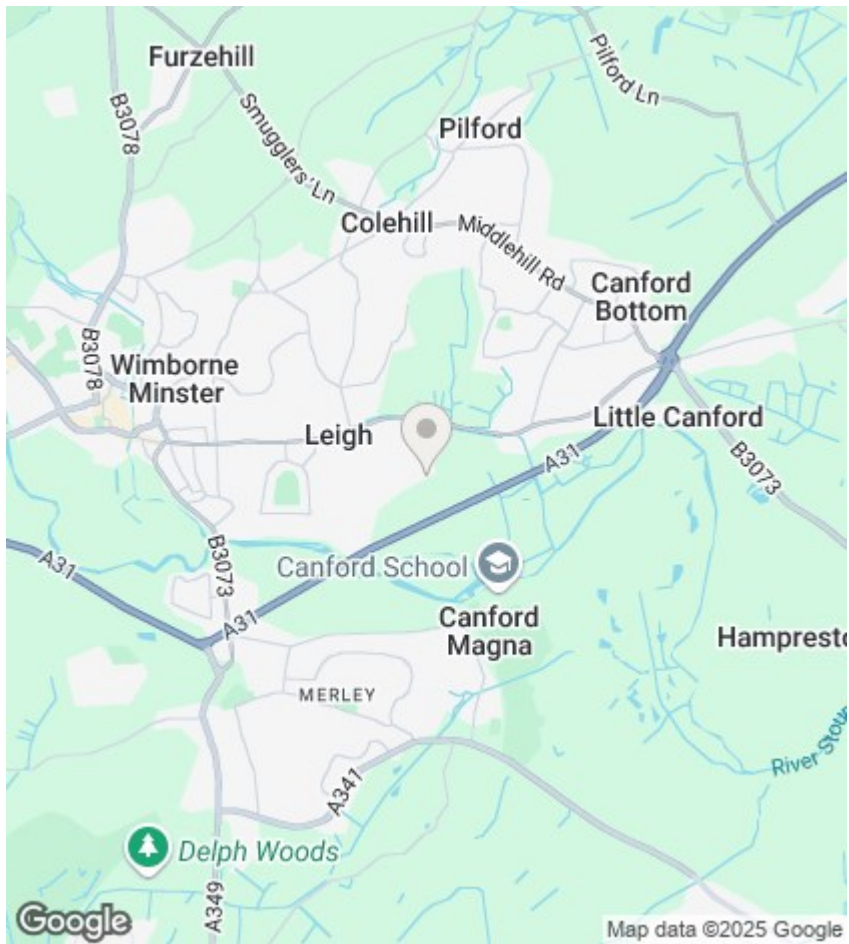 Furzehill
B3078
Smugglers' Ln
Pilford Ln
Pilford
Colehill
Middlehill Rd
Canford
Bottom
B3078
Wimborne
Minster
Leigh
Little Canford
A31
B3073
B3073
A31
Canford School
Canford
Magna
A31
Hampresto
MERLEY
River Stour
A341
Delph Woods
A349
Google
Map data ©2025 Google